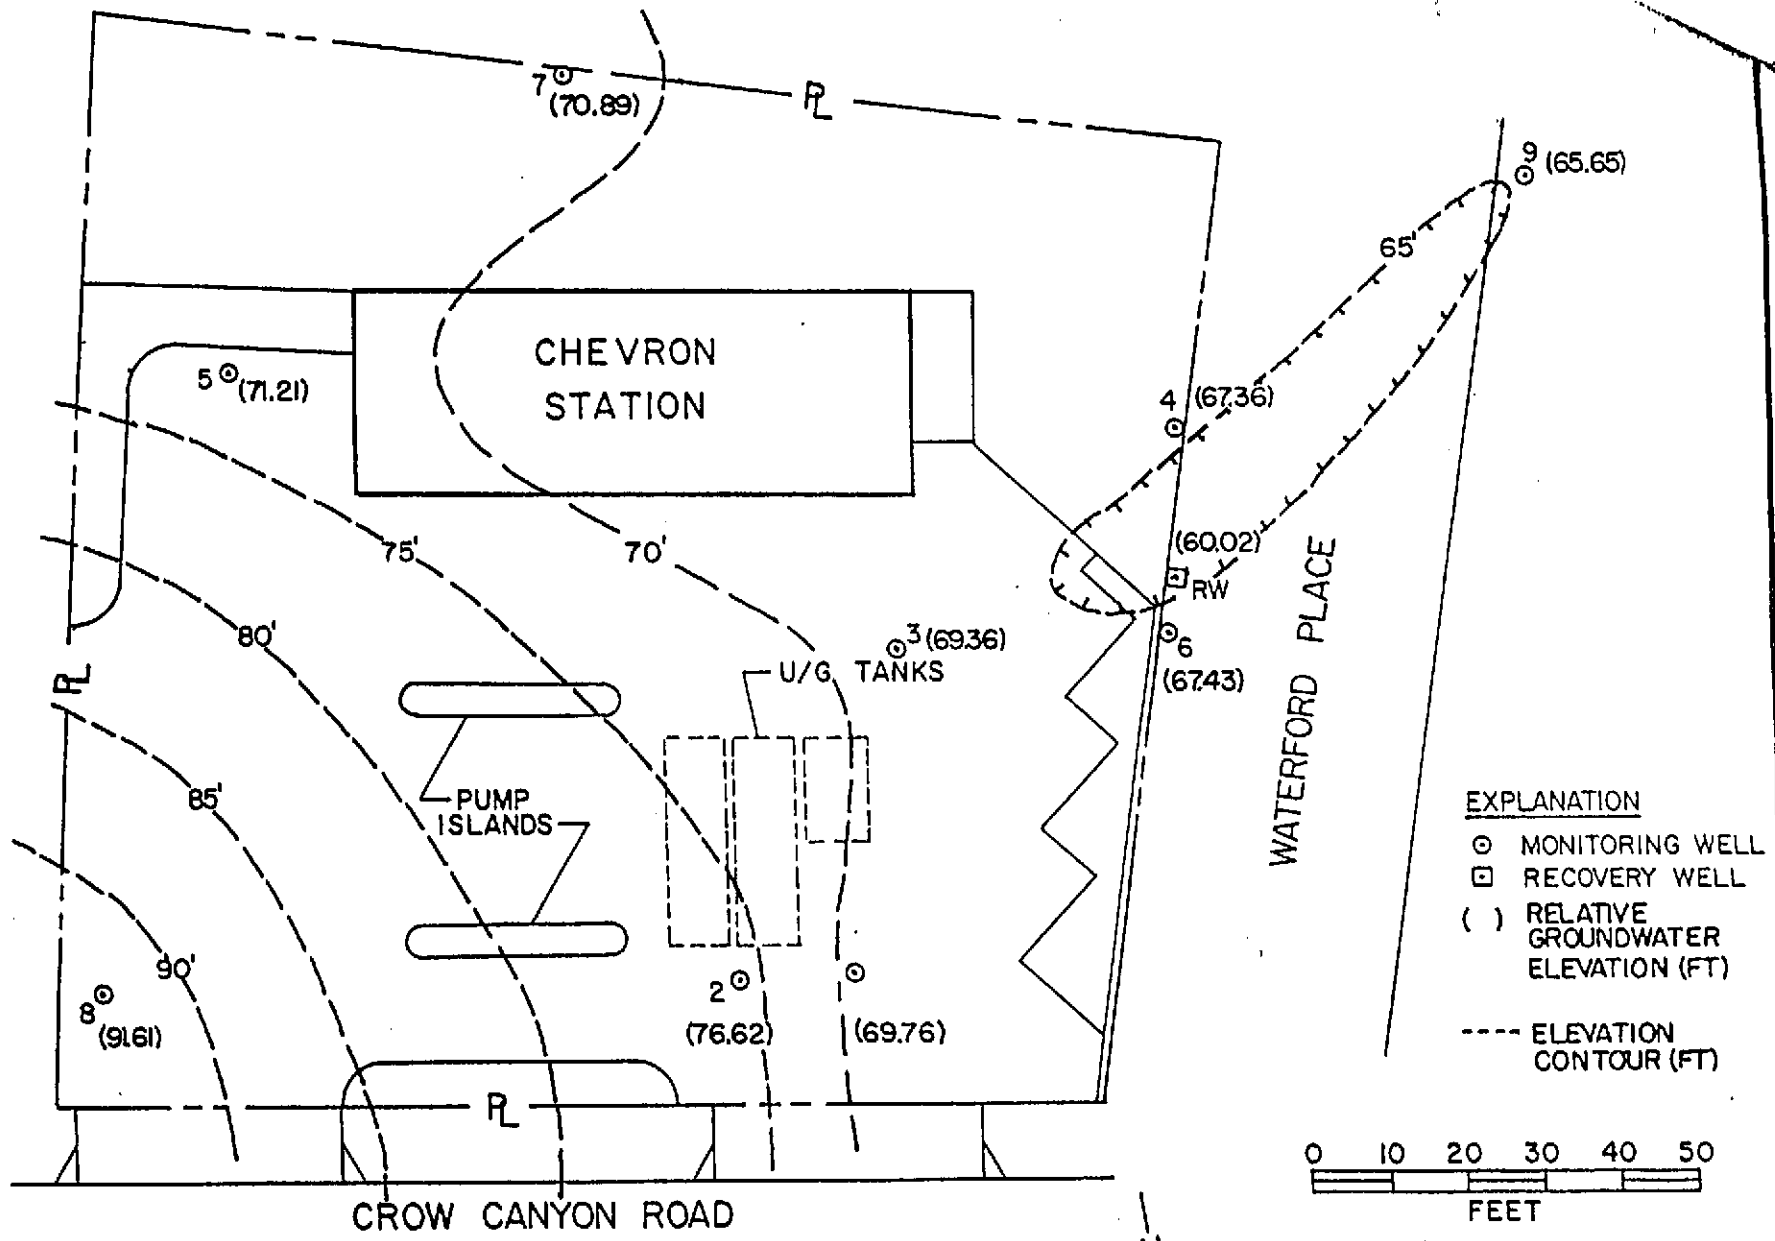 7
(70.89)
PL
9 (65.65)
65'
CHEVRON
STATION
5 (71.21)
4 (67.36)
75'
70'
(60.02)
RW
80'
3 (69.36)
6
(67.43)
U/G TANKS
PL
WATERFORD PLACE
85'
PUMP
ISLANDS
90'
8
(91.61)
2
(76.62)
(69.76)
PL
CROW CANYON ROAD
EXPLANATION
MONITORING WELL
RECOVERY WELL
( ) RELATIVE
GROUNDWATER
ELEVATION (FT)
---- ELEVATION
CONTOUR (FT)
0 10 20 30 40 50
FEET